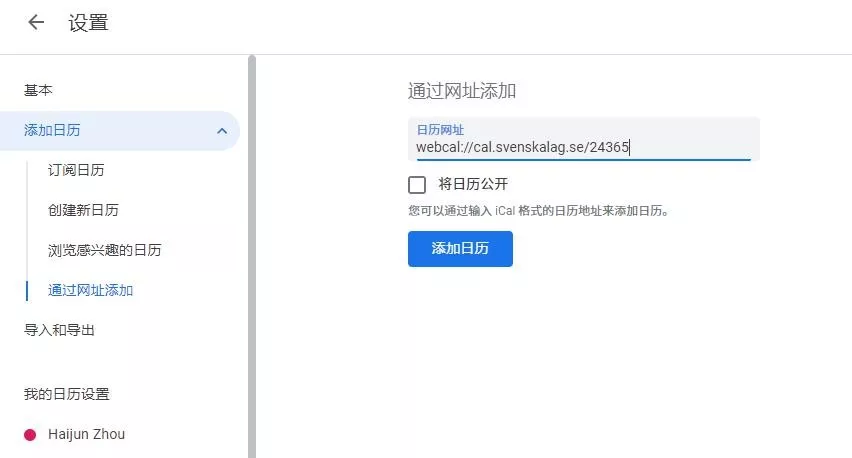 设置
基本
添加日历
订阅日历
创建新日历
浏览感兴趣的日历
通过网址添加
导入和导出
我的日历设置
Haijun Zhou
通过网址添加
日历网址
webcal://cal.svenskalag.se/24365
将日历公开
您可以通过输入 iCal 格式的日历地址来添加日历。
添加日历